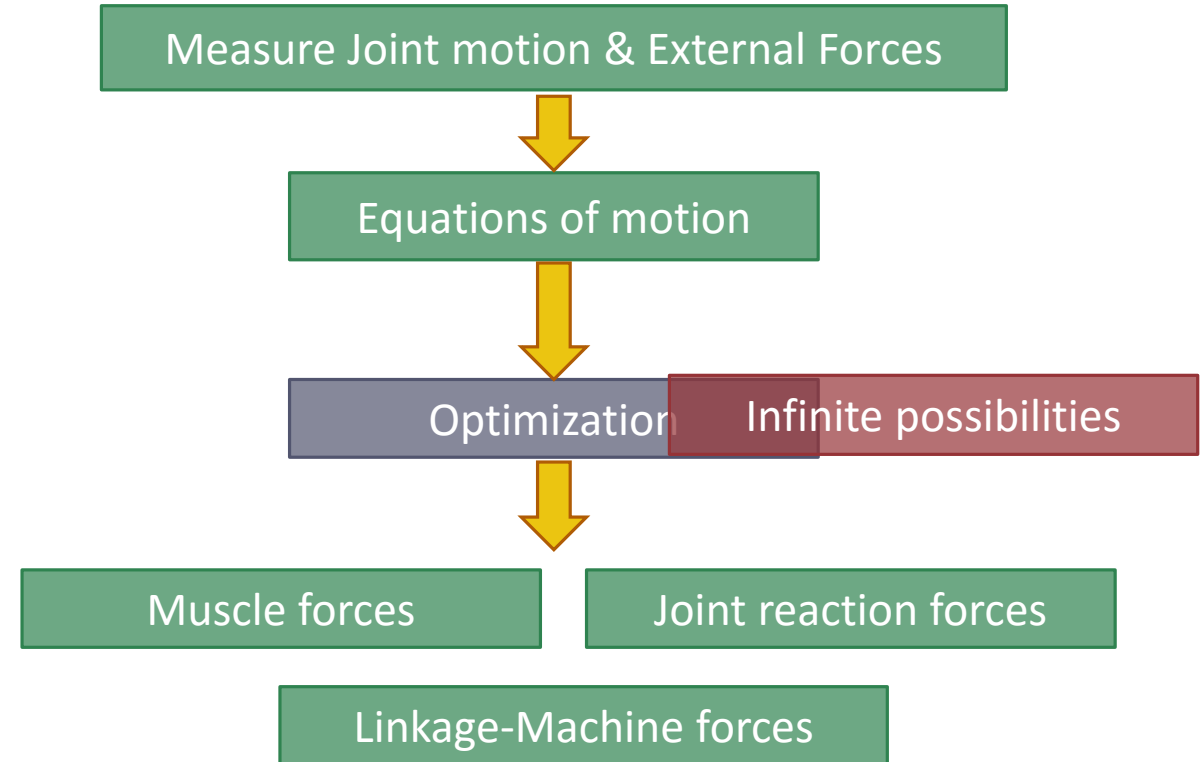 Measure Joint motion & External Forces
Equations of motion
Optimization
Infinite possibilities
Muscle forces
Joint reaction forces
Linkage-Machine forces